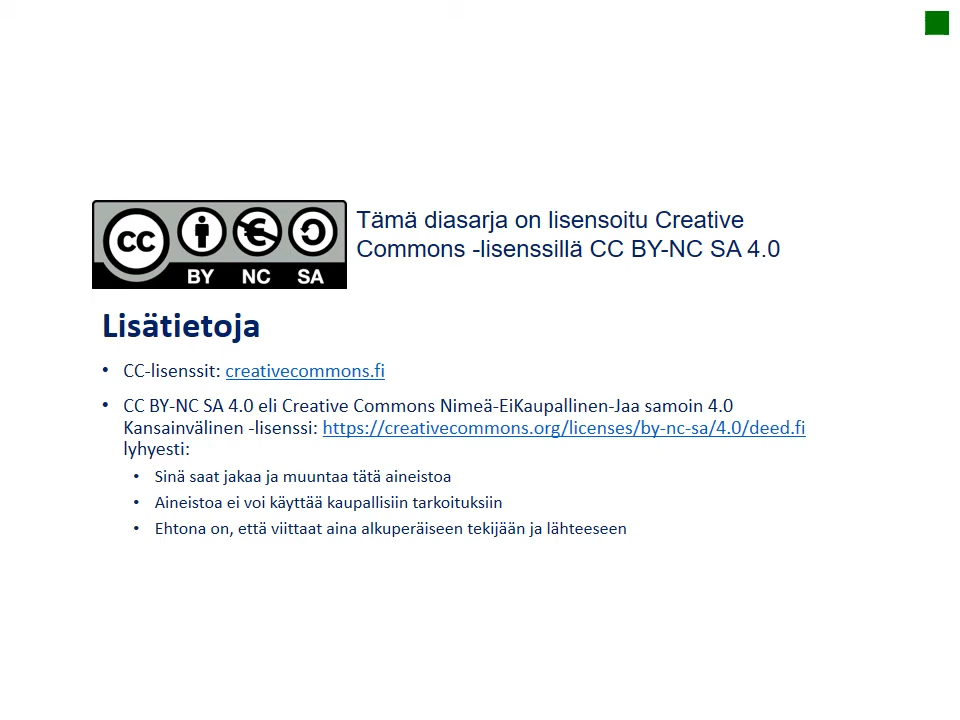 Tämä diasarja on lisensoitu Creative
Commons -lisenssillä CC BY-NC SA 4.0
cc
BY NC SA
Lisätietoja
• CC-lisenssit: creativecommons.fi
• CC BY-NC SA 4.0 eli Creative Commons Nimeä-EiKaupallinen-Jaa samoin 4.0
Kansainvälinen -lisenssi: https://creativecommons.org/licenses/by-nc-sa/4.0/deed.fi
lyhyesti:
• Sinä saat jakaa ja muuntaa tätä aineistoa
• Aineistoa ei voi käyttää kaupallisiin tarkoituksiin
• Ehtona on, että viittaat aina alkuperäiseen tekijään ja lähteeseen